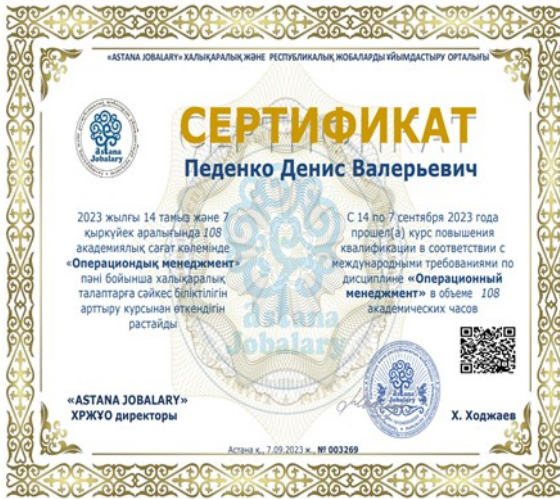 «ASTANA JOBALARY» ХАЛЫҚАРАЛЫҚ ЖӘНЕ РЕСПУБЛИКАЛЫҚ ЖОБАЛАРДЫ ҰЙЫМДАСТЫРУ ОРТАЛЫҒЫ
Astana
Jobalary
СЕРТИФИКАТ
Педенко Денис Валерьевич
2023 жылғы 14 тамыз және 7
қыркүйек аралығында 108
академиялық сағат көлемінде
«Операциондық менеджмент»
пәні бойынша халықаралық
талаптарға сәйкес біліктілігін
арттыру курсынан өткендігін
растайды
С 14 по 7 сентября 2023 года
прошел(а) курс повышения
квалификации в соответствии с
международными требованиями по
дисциплине «Операционный
менеджмент» в объеме 108
академических часов
Astana
Jobalary
«ASTANA JOBALARY»
ХРЖҰО директоры
Astana
Jobalary
Х. Ходжаев
Астана қ., 7.09.2023 ж., № 003269